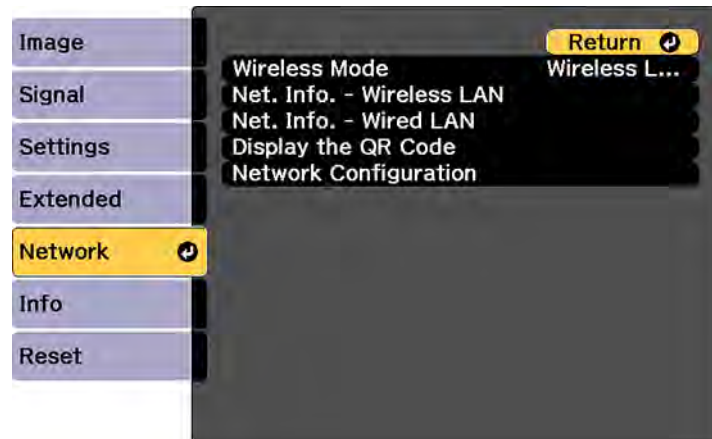 Image
Signal
Settings
Extended
Network
Info
Reset
Return
Wireless Mode Wireless L...
Net. Info. - Wireless LAN
Net. Info. - Wired LAN
Display the QR Code
Network Configuration